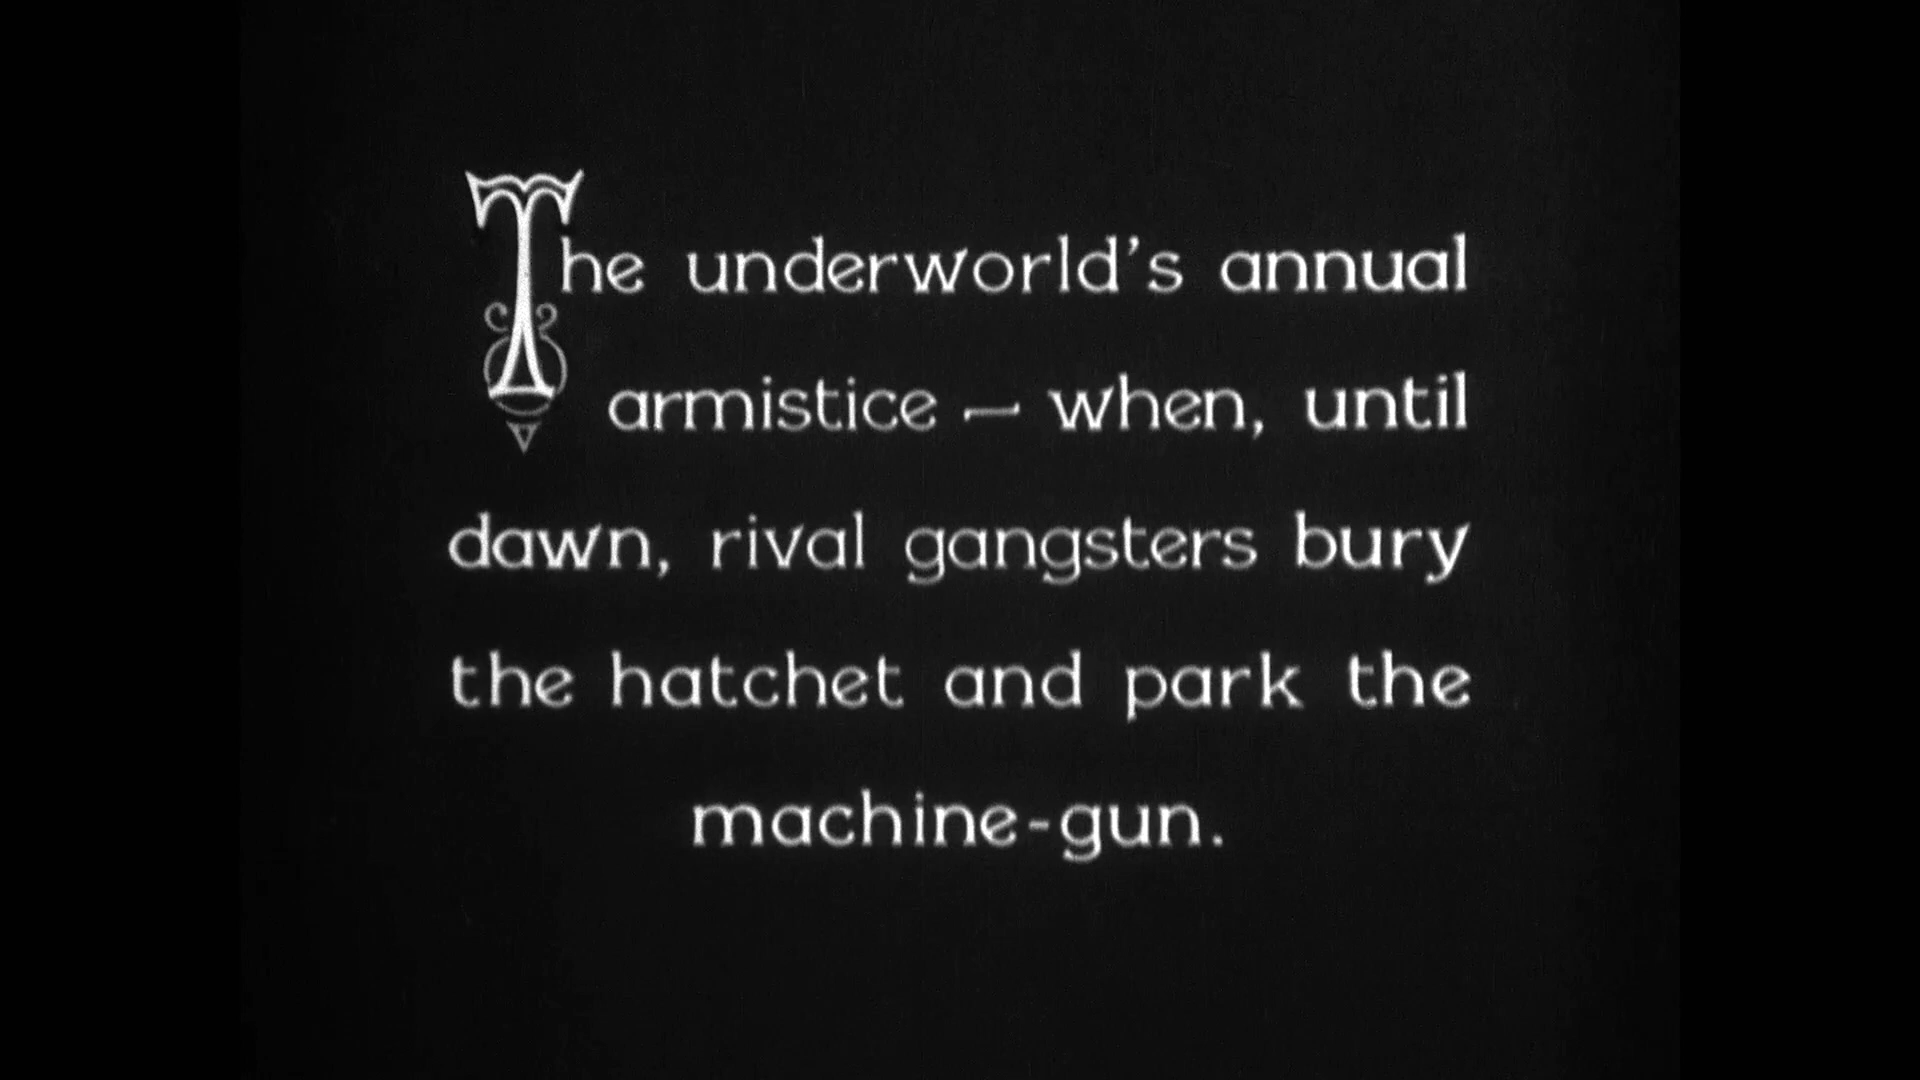 The underworld's annual
armistice — when, until
dawn, rival gangsters bury
the hatchet and park the
machine-gun.